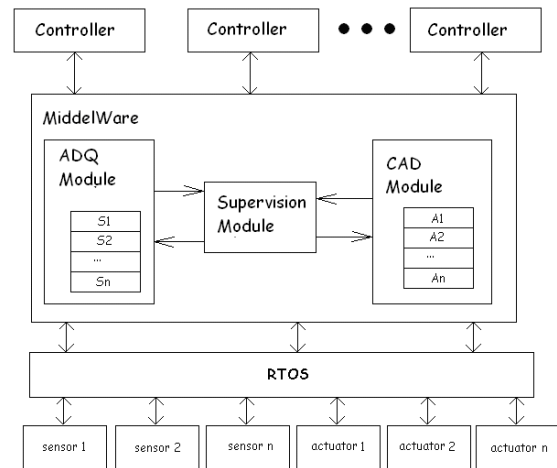 Controller
Controller
Controller
MiddelWare
ADQ
Module
S1
S2
...
Sn
Supervision
Module
CAD
Module
A1
A2
...
An
RTOS
sensor 1
sensor 2
sensor n
actuator 1
actuator 2
actuator n